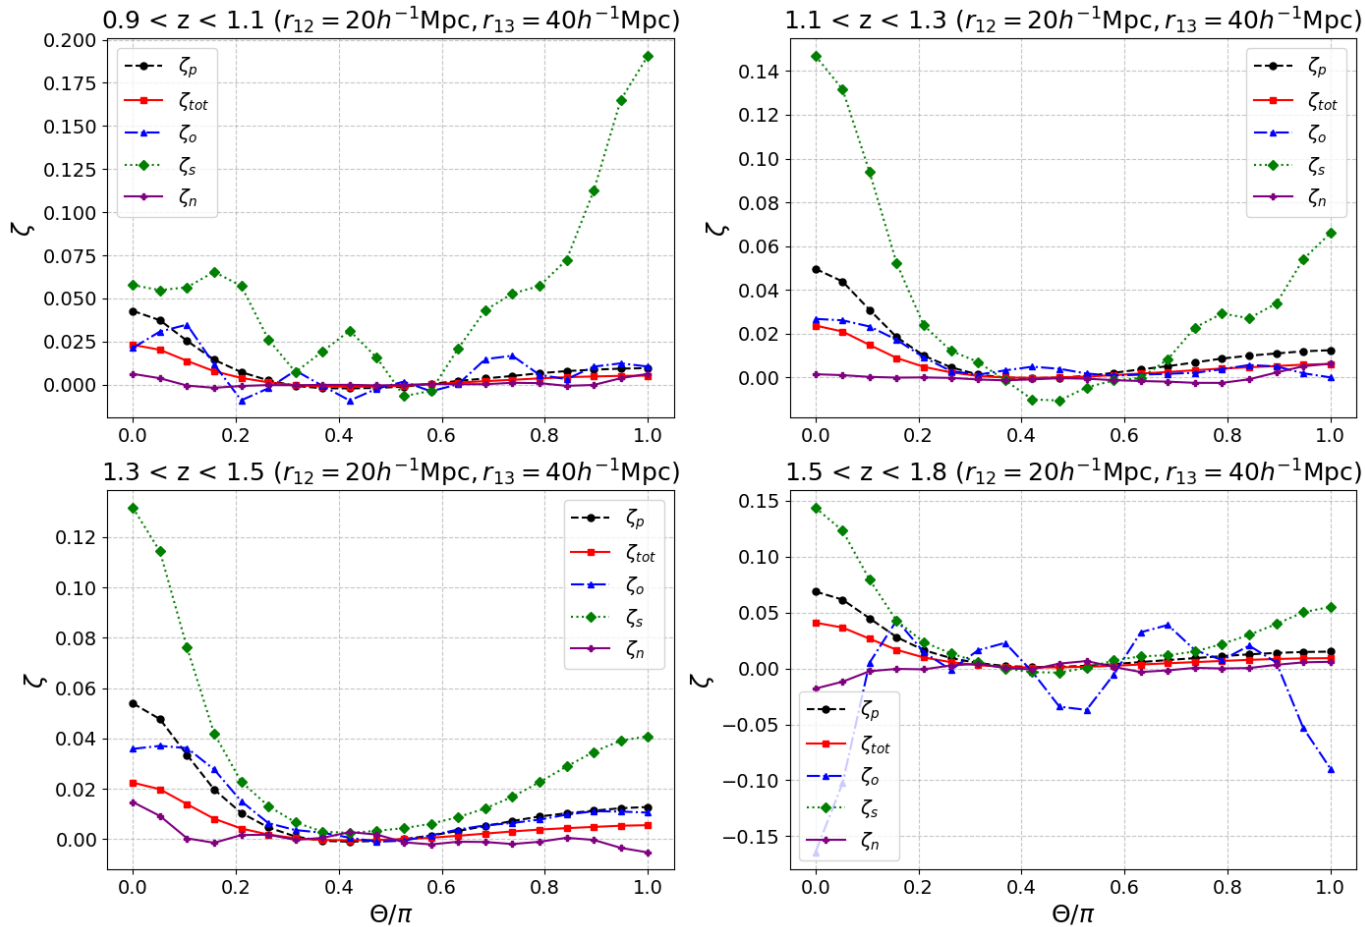 0.9 < z < 1.1 (r₁₂ = 20h⁻¹Mpc, r₁₃ = 40h⁻¹Mpc)
0.200
0.175
0.150
0.125
0.100
0.075
0.050
0.025
0.000
ζ
ζₚ
ζₜₒₜ
ζₒ
ζₛ
ζₙ
0.0 0.2 0.4 0.6 0.8 1.0
1.1 < z < 1.3 (r₁₂ = 20h⁻¹Mpc, r₁₃ = 40h⁻¹Mpc)
0.14
0.12
0.10
0.08
0.06
0.04
0.02
0.00
ζ
ζₚ
ζₜₒₜ
ζₒ
ζₛ
ζₙ
0.0 0.2 0.4 0.6 0.8 1.0
1.3 < z < 1.5 (r₁₂ = 20h⁻¹Mpc, r₁₃ = 40h⁻¹Mpc)
0.12
0.10
0.08
0.06
0.04
0.02
0.00
ζ
ζₚ
ζₜₒₜ
ζₒ
ζₛ
ζₙ
0.0 0.2 0.4 0.6 0.8 1.0
Θ/π
1.5 < z < 1.8 (r₁₂ = 20h⁻¹Mpc, r₁₃ = 40h⁻¹Mpc)
0.15
0.10
0.05
0.00
−0.05
−0.10
−0.15
ζ
ζₚ
ζₜₒₜ
ζₒ
ζₛ
ζₙ
0.0 0.2 0.4 0.6 0.8 1.0
Θ/π